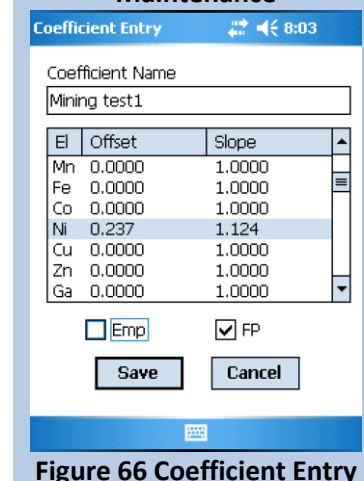 Maintenance
Coefficient Entry 8:03
Coefficient Name
Mining test1
El Offset Slope
Mn 0.0000 1.0000
Fe 0.0000 1.0000
Co 0.0000 1.0000
Ni 0.237 1.124
Cu 0.0000 1.0000
Zn 0.0000 1.0000
Ga 0.0000 1.0000
Emp FP
Save Cancel
Figure 66 Coefficient Entry